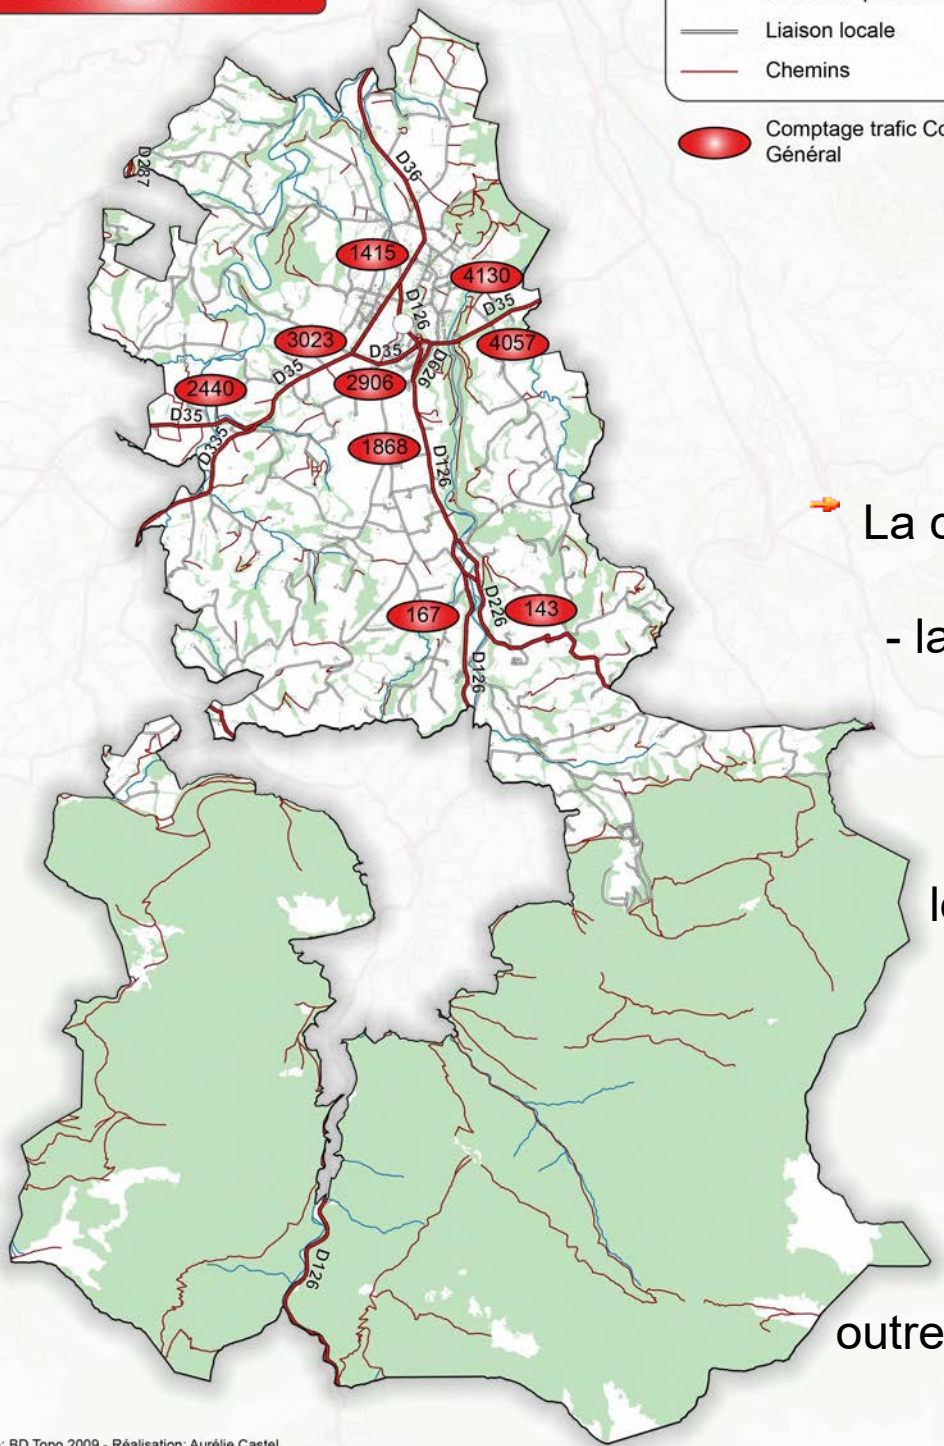 Liaison locale
Chemins
Comptage trafic Co
Général
D36
D287
1415
4130
D126
D35
3023
D35
4057
D35
D626
2440
2906
D35
D335
1868
D126
La c
D226
167
143
- la
D126
le
D126
outre
: BD Topo 2009 - Réalisation: Aurélie Castel